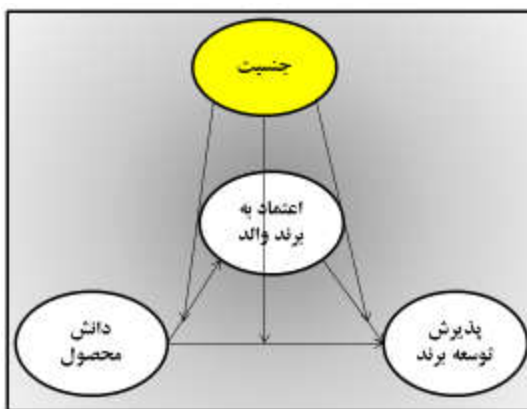 جنسیت
اعتماد به
برند والد
دانش
محصول
پذیرش
توسعه برند